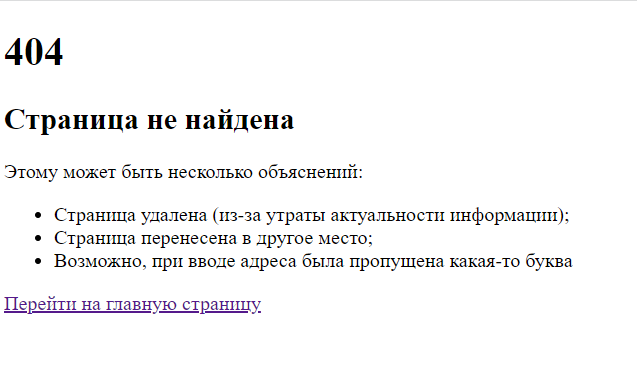 404
Страница не найдена
Этому может быть несколько объяснений:
Страница удалена (из-за утраты актуальности информации);
Страница перенесена в другое место;
Возможно, при вводе адреса была пропущена какая-то буква
Перейти на главную страницу